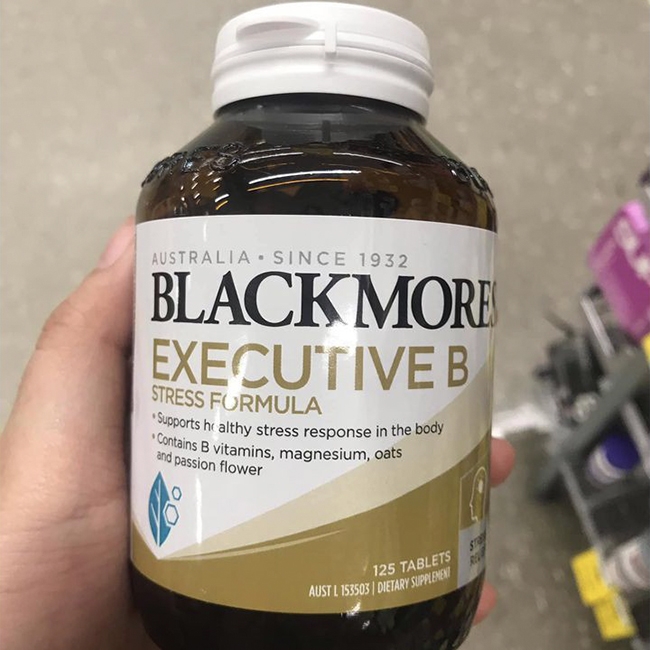 AUSTRALIA • SINCE 1932
BLACKMORES
EXECUTIVE B
STRESS FORMULA
• Supports healthy stress response in the body
• Contains B vitamins, magnesium, oats
and passion flower
125 TABLETS
AUST L 153503 | DIETARY SUPPLEMENT